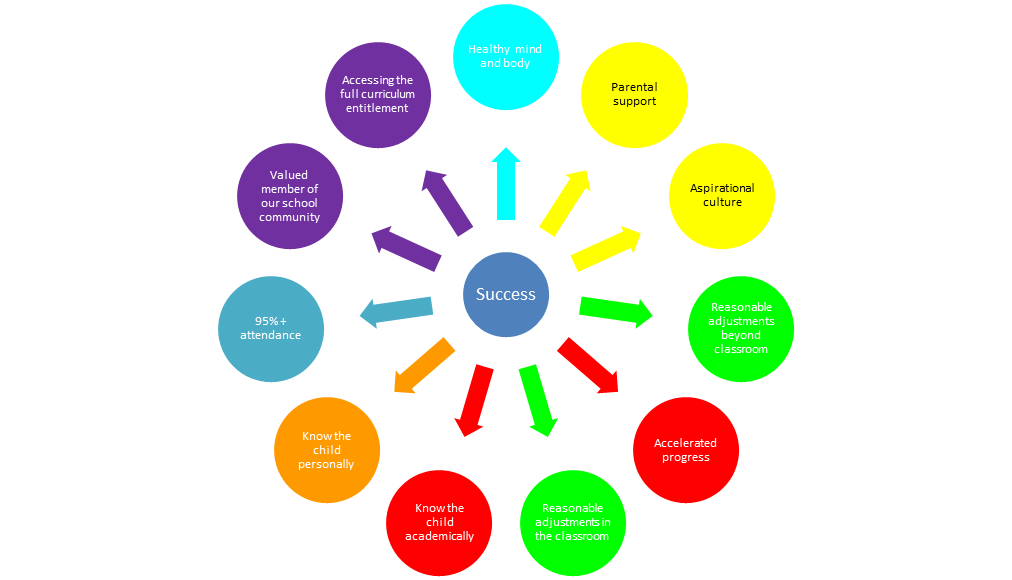 Healthy mind
and body
Parental
support
Aspirational
culture
Reasonable
adjustments
beyond
classroom
Accelerated
progress
Reasonable
adjustments in
the classroom
Know the
child
academically
Know the
child
personally
95% +
attendance
Valued
member of
our school
community
Accessing the
full curriculum
entitlement
Success